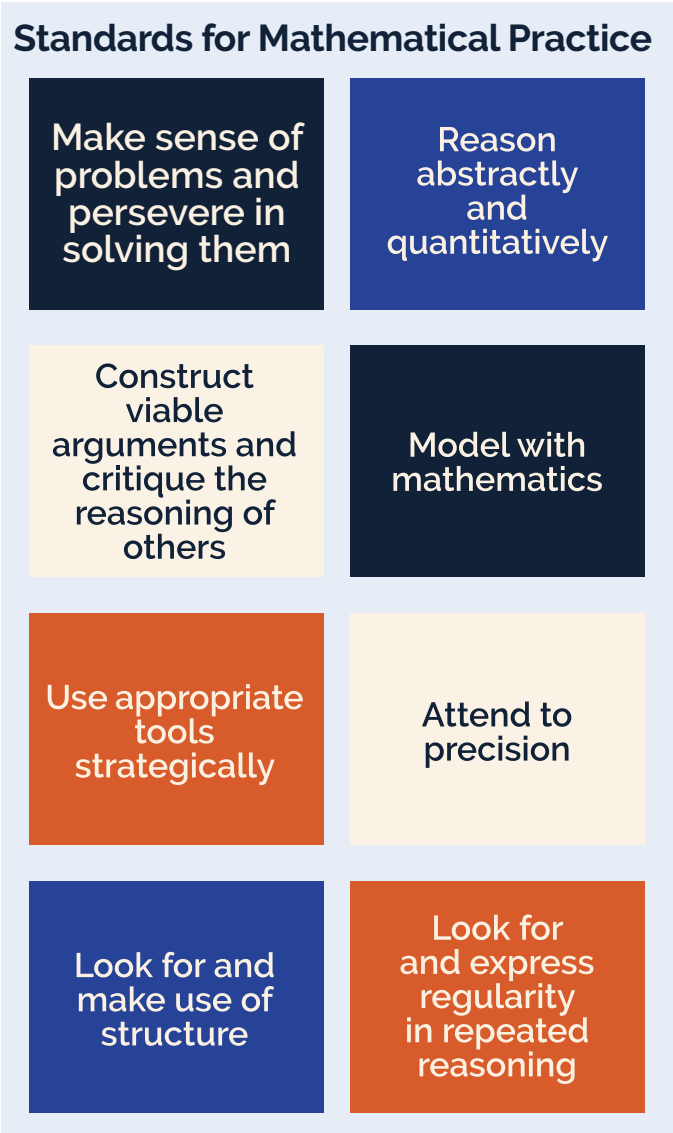 Standards for Mathematical Practice
Make sense of
problems and
persevere in
solving them
Reason
abstractly
and
quantitatively
Construct
viable
arguments and
critique the
reasoning of
others
Model with
mathematics
Use appropriate
tools
strategically
Attend to
precision
Look for and
make use of
structure
Look for
and express
regularity
in repeated
reasoning